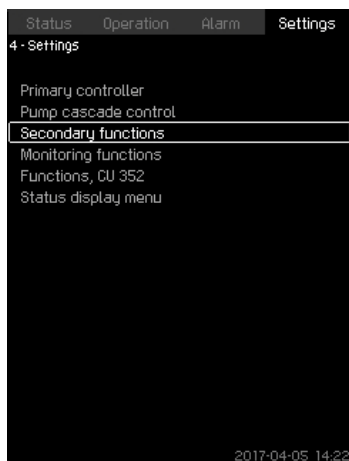 Status Operation Alarm Settings
4 - Settings
Primary controller
Pump cascade control
Secondary functions
Monitoring functions
Functions, CU 352
Status display menu
2017-04-05 14:22